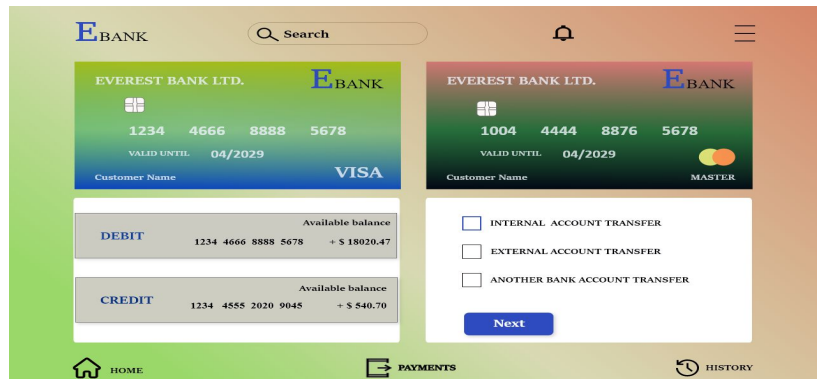 EBANK
Search
EVEREST BANK LTD. EBANK
1234 4666 8888 5678
VALID UNTIL 04/2029
Customer Name VISA
EVEREST BANK LTD. EBANK
1004 4444 8876 5678
VALID UNTIL 04/2029
Customer Name MASTER
Available balance
DEBIT 1234 4666 8888 5678 + $ 18020.47
Available balance
CREDIT 1234 4555 2020 9045 + $ 540.70
INTERNAL ACCOUNT TRANSFER
EXTERNAL ACCOUNT TRANSFER
ANOTHER BANK ACCOUNT TRANSFER
Next
HOME PAYMENTS HISTORY